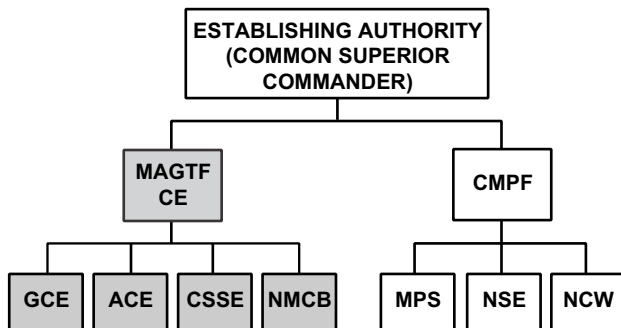 ESTABLISHING AUTHORITY
(COMMON SUPERIOR
COMMANDER)
MAGTF
CE
CMPF
GCE
ACE
CSSE
NMCB
MPS
NSE
NCW